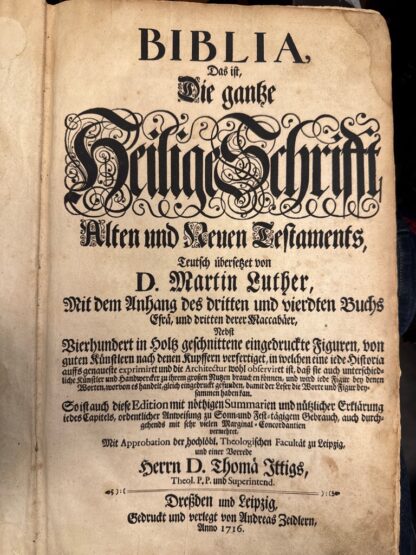 BIBLIA,
Das ist,
Die gantze
Heilige Schrifft
Alten und Neuen Testaments,
Teutsch übersetzet von
D. Martin Luther,
Mit dem Anhang des dritten und vierdten Buchs
Esrä, und dritten derer Maccabäer,
Nebst
Vierhundert in Holtz geschnittene eingedruckte Figuren, von
guten Künstlern nach denen Kupffern verfertiget, in welchen eine iede Historia
auffs genaueste exprimiret und die Architectur wohl observiret ist, daß sie auch unterschied-
liche Künstler und Handwercker zu ihrem großen Nutzen brauchen können, und wird iede Figur bey denen
Worten, wovon es handelt, gleich eingedruckt gefunden, damit der Leser die Worte und Figur bey-
sammen haben kan.
So ist auch diese Edition mit nöthigen Summarien und nützlicher Erklärung
iedes Capitels, ordentlicher Anweisung zu Sonn- und Fest-tägigem Gebrauch, auch durch-
gehends mit sehr vielen Marginal-Concordantien
vermehret.
Mit Approbation der hochlöbl. Theologischen Facultät zu Leipzig,
und einer Vorrede
Herrn D. Thomä Ittigs,
Theol. P. P. und Superintend.
Dreßden und Leipzig,
Gedruckt und verlegt von Andreas Zeidlern,
Anno 1716.